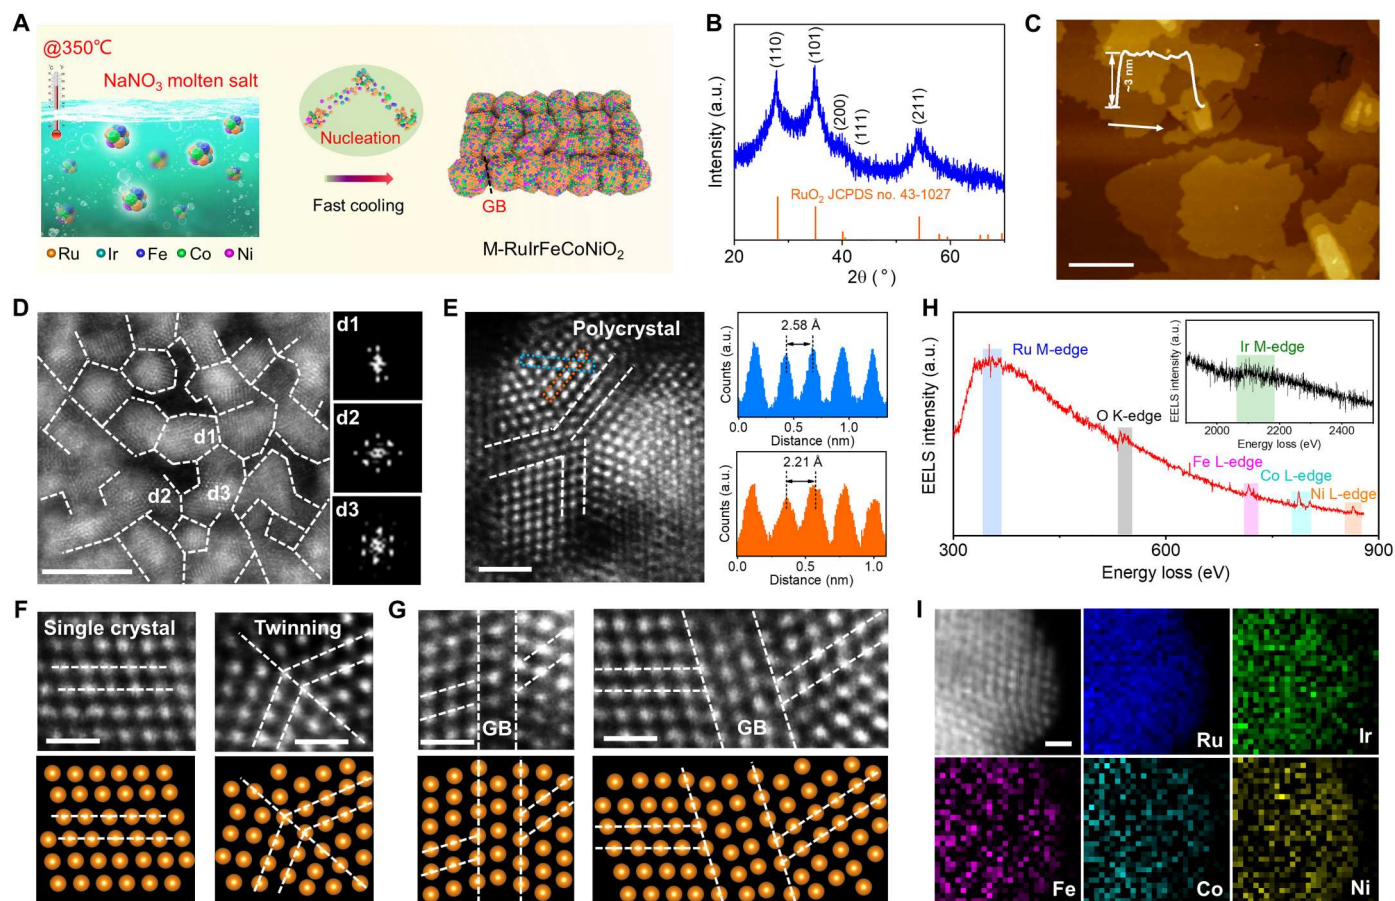 A
@350℃
NaNO3 molten salt
Nucleation
Fast cooling
GB
M-RuIrFeCoNiO2
Ru Ir Fe Co Ni
B
Intensity (a.u.)
(110)
(101)
(200)
(111)
(211)
RuO2 JCPDS no. 43-1027
20 40 60
2θ (°)
C
~3 nm
D
d1
d2
d3
d1
d2
d3
E
Polycrystal
2.58 Å
Counts (a.u.)
0.0 0.5 1.0
Distance (nm)
2.21 Å
Counts (a.u.)
0.0 0.5 1.0
Distance (nm)
H
EELS intensity (a.u.)
Ru M-edge
O K-edge
Fe L-edge
Co L-edge
Ni L-edge
300 600 900
Energy loss (eV)
EELS intensity (a.u.)
Ir M-edge
2000 2200 2400
Energy loss (eV)
F
Single crystal
Twinning
G
GB
GB
I
Ru
Ir
Fe
Co
Ni